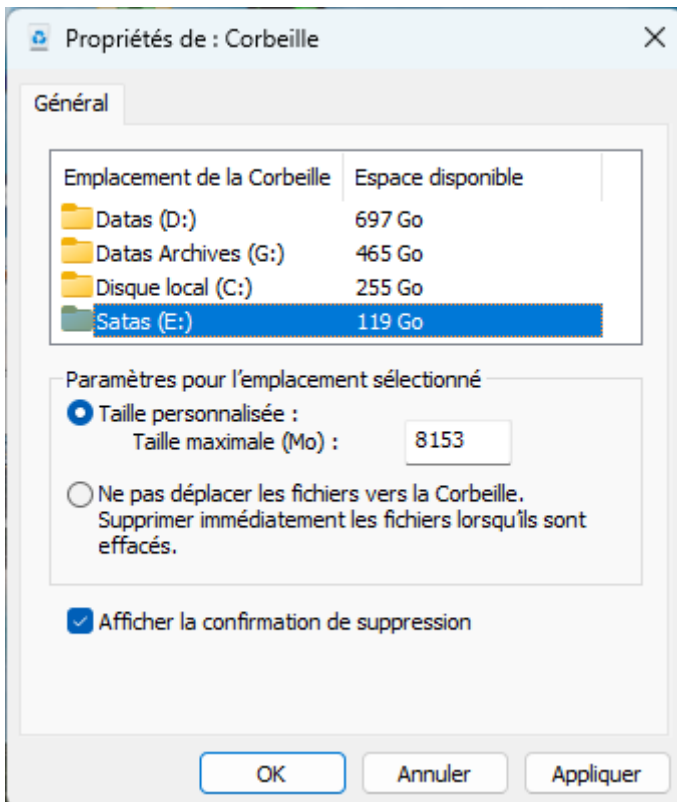 Propriétés de : Corbeille
Général
Emplacement de la Corbeille Espace disponible
Datas (D:) 697 Go
Datas Archives (G:) 465 Go
Disque local (C:) 255 Go
Satas (E:) 119 Go
Paramètres pour l'emplacement sélectionné
Taille personnalisée :
Taille maximale (Mo) : 8153
Ne pas déplacer les fichiers vers la Corbeille.
Supprimer immédiatement les fichiers lorsqu'ils sont
effacés.
Afficher la confirmation de suppression
OK Annuler Appliquer